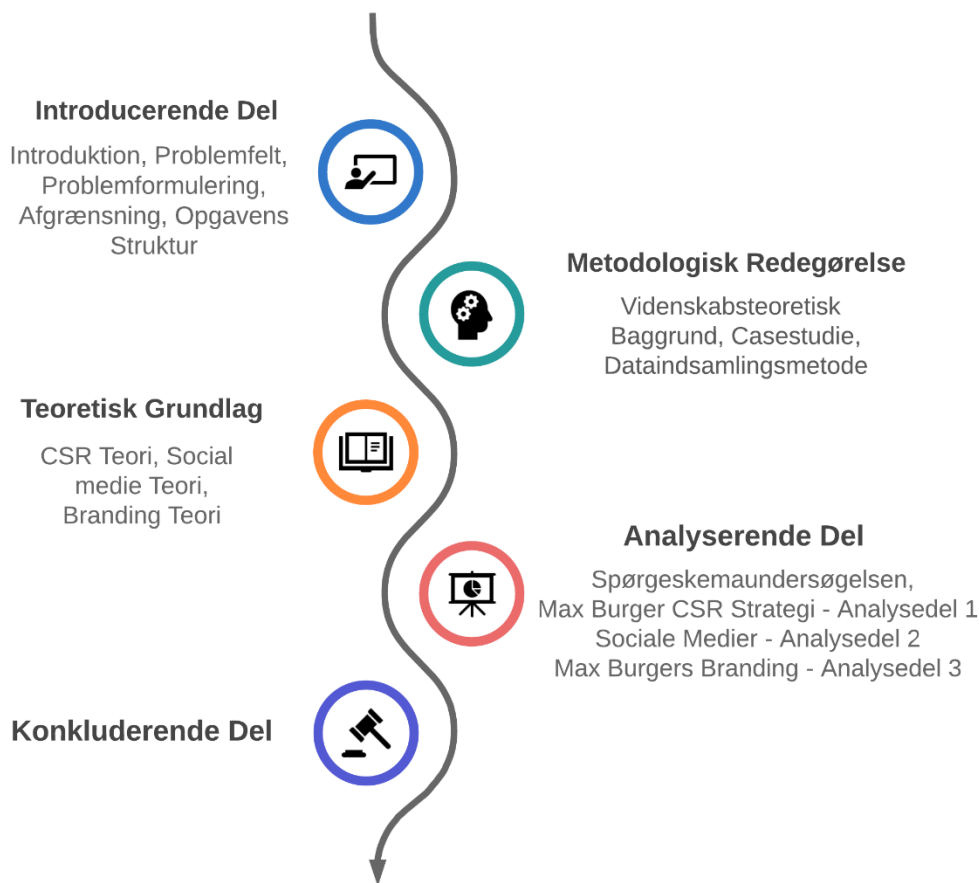 Introducerende Del
Introduktion, Problemfelt,
Problemformulering,
Afgrænsning, Opgavens
Struktur
Metodologisk Redegørelse
Videnskabsteoretisk
Baggrund, Casestudie,
Dataindsamlingsmetode
Teoretisk Grundlag
CSR Teori, Social
medie Teori,
Branding Teori
Analyserende Del
Spørgeskemaundersøgelsen,
Max Burger CSR Strategi - Analysedel 1
Sociale Medier - Analysedel 2
Max Burgers Branding - Analysedel 3
Konkluderende Del